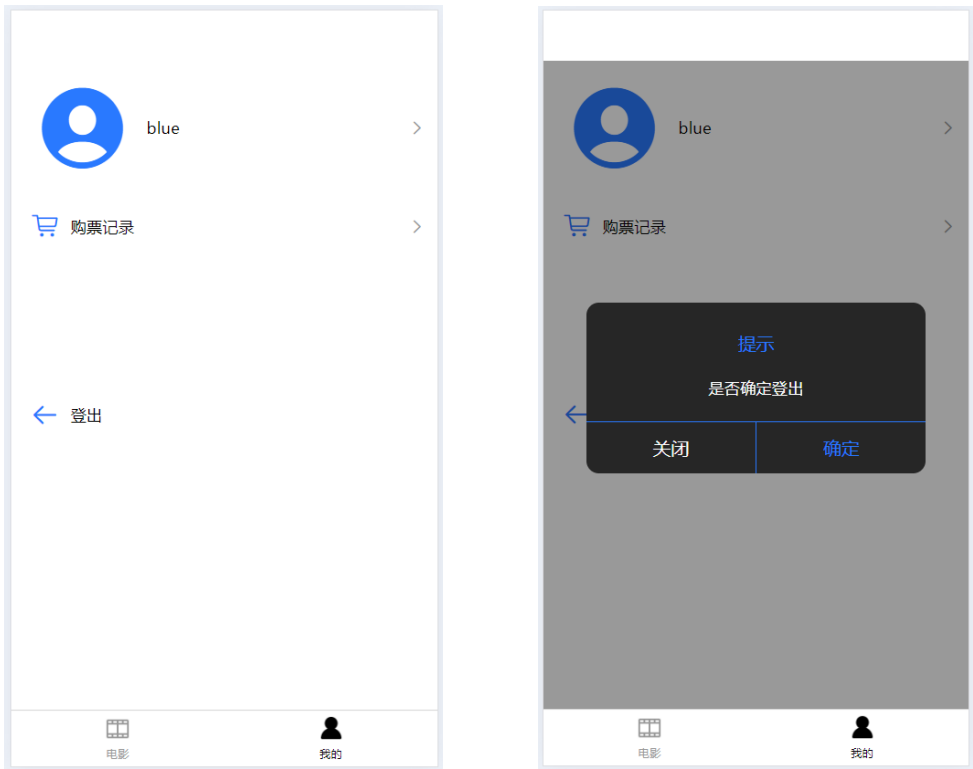 blue
购票记录
登出
电影
我的
blue
购票记录
提示
是否确定登出
关闭
确定
电影
我的